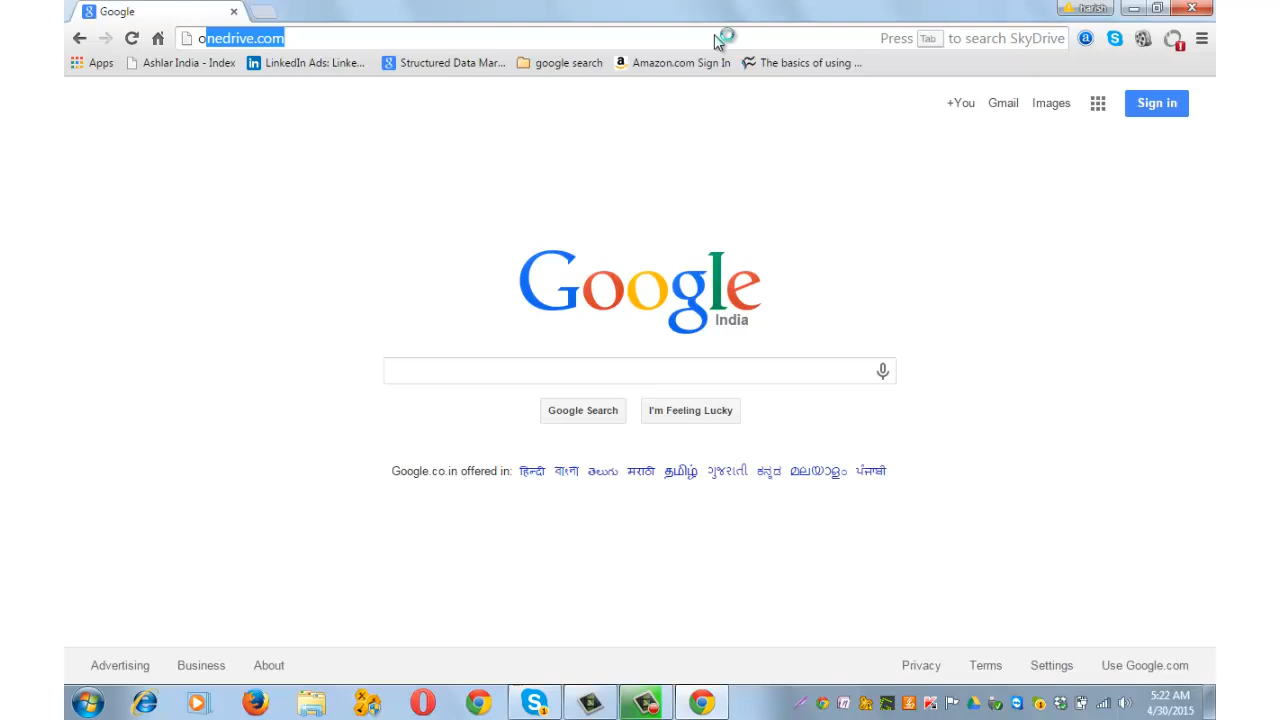 Google
harish
onedrive.com
Press Tab to search SkyDrive
Apps Ashlar India - Index LinkedIn Ads: Linke... Structured Data Mar... google search Amazon.com Sign In The basics of using ...
+You Gmail Images Sign in
Google
India
Google Search I'm Feeling Lucky
Google.co.in offered in: हिन्दी বাংলা తెలుగు मराठी தமிழ் ગુજરાતી ಕನ್ನಡ മലയാളം ਪੰਜਾਬੀ
Advertising Business About Privacy Terms Settings Use Google.com
5:22 AM
4/30/2015